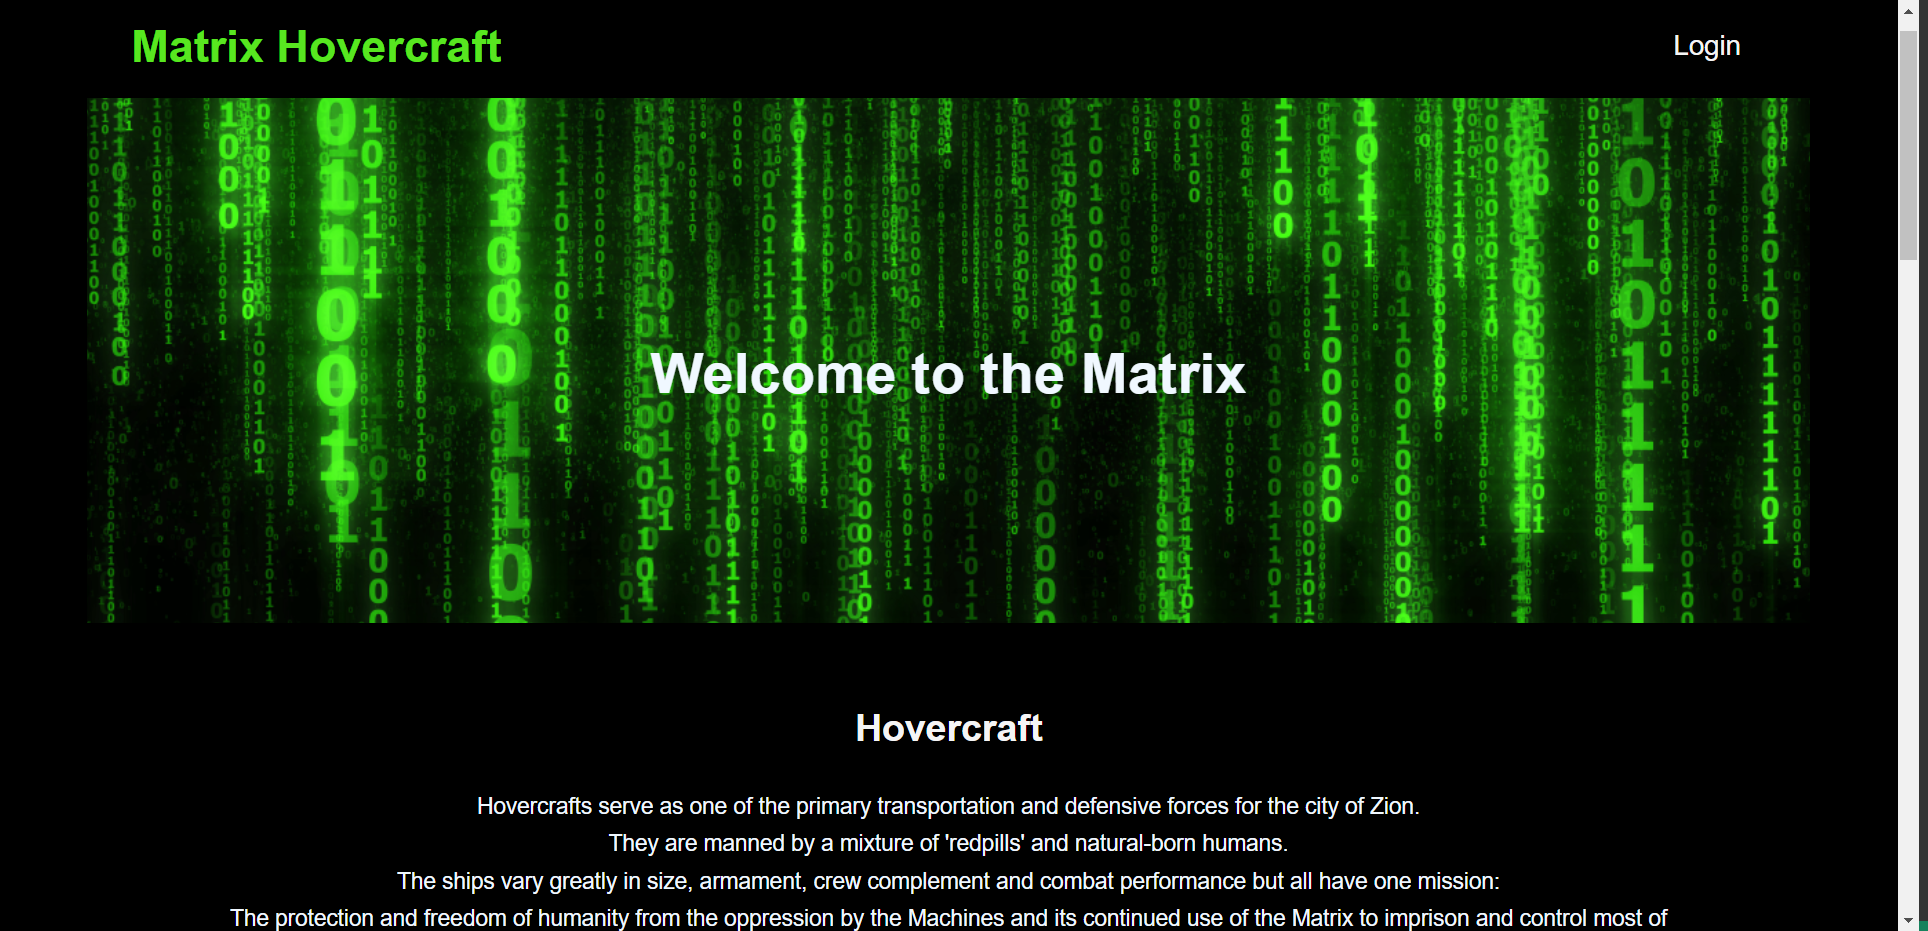 Matrix Hovercraft
Login
Welcome to the Matrix
Hovercraft
Hovercrafts serve as one of the primary transportation and defensive forces for the city of Zion.
They are manned by a mixture of 'redpills' and natural-born humans.
The ships vary greatly in size, armament, crew complement and combat performance but all have one mission:
The protection and freedom of humanity from the oppression by the Machines and its continued use of the Matrix to imprison and control most of